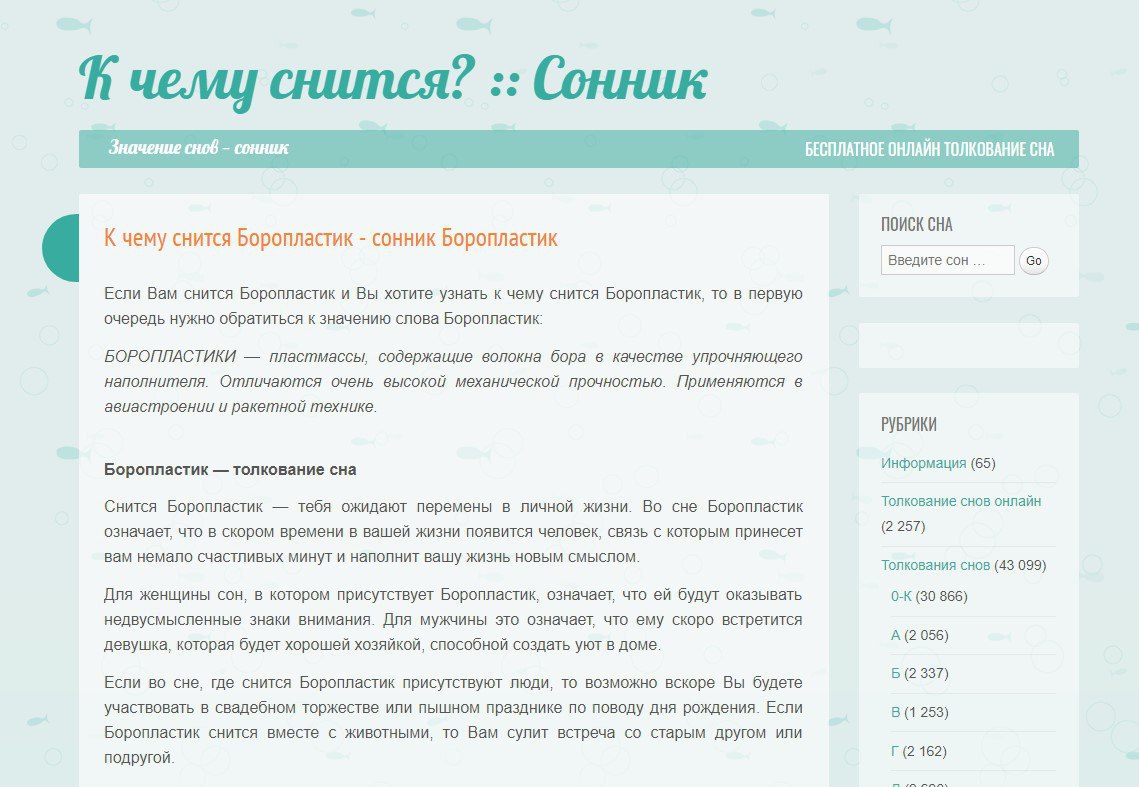 К чему снится? :: Сонник
Значение снов – сонник
БЕСПЛАТНОЕ ОНЛАЙН ТОЛКОВАНИЕ СНА
К чему снится Боропластик - сонник Боропластик
Если Вам снится Боропластик и Вы хотите узнать к чему снится Боропластик, то в первую
очередь нужно обратиться к значению слова Боропластик:
БОРОПЛАСТИКИ — пластмассы, содержащие волокна бора в качестве упрочняющего
наполнителя. Отличаются очень высокой механической прочностью. Применяются в
авиастроении и ракетной технике.
Боропластик — толкование сна
Снится Боропластик — тебя ожидают перемены в личной жизни. Во сне Боропластик
означает, что в скором времени в вашей жизни появится человек, связь с которым принесет
вам немало счастливых минут и наполнит вашу жизнь новым смыслом.
Для женщины сон, в котором присутствует Боропластик, означает, что ей будут оказывать
недвусмысленные знаки внимания. Для мужчины это означает, что ему скоро встретится
девушка, которая будет хорошей хозяйкой, способной создать уют в доме.
Если во сне, где снится Боропластик присутствуют люди, то возможно вскоре Вы будете
участвовать в свадебном торжестве или пышном празднике по поводу дня рождения. Если
Боропластик снится вместе с животными, то Вам сулит встреча со старым другом или
подругой.
ПОИСК СНА
Введите сон ...
Go
РУБРИКИ
Информация (65)
Толкование снов онлайн
(2 257)
Толкования снов (43 099)
0-К (30 866)
А (2 056)
Б (2 337)
В (1 253)
Г (2 162)